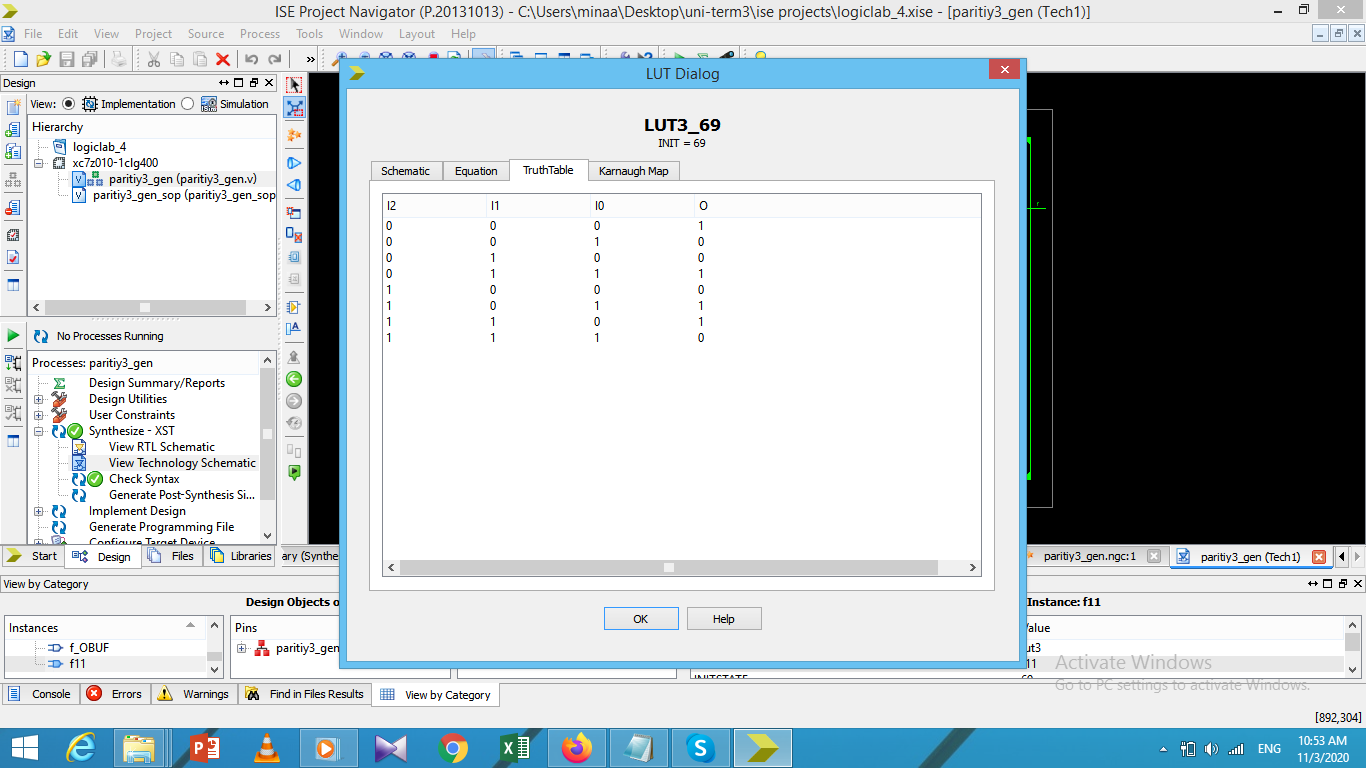 ISE Project Navigator (P.20131013) - C:\Users\minaa\Desktop\uni-term3\ise projects\logiclab_4.xise - [paritiy3_gen (Tech1)]
File Edit View Project Source Process Tools Window Layout Help
Design
View: Implementation Simulation
Hierarchy
logiclab_4
xc7z010-1clg400
paritiy3_gen (paritiy3_gen.v)
paritiy3_gen_sop (paritiy3_gen_sop
No Processes Running
Processes: paritiy3_gen
Design Summary/Reports
Design Utilities
User Constraints
Synthesize - XST
View RTL Schematic
View Technology Schematic
Check Syntax
Generate Post-Synthesis Si...
Implement Design
Generate Programming File
Configure Target Device
Start Design Files Libraries
LUT Dialog
LUT3_69
INIT = 69
Schematic Equation TruthTable Karnaugh Map
I2 I1 I0 O
0 0 0 1
0 0 1 0
0 1 0 0
0 1 1 1
1 0 0 0
1 0 1 1
1 1 0 1
1 1 1 0
OK Help
ary (Synthe
paritiy3_gen.ngc:1 paritiy3_gen (Tech1)
View by Category
Design Objects o
Instance: f11
Instances
f_OBUF
f11
Pins
paritiy3_gen
alue
ut3
11
INITSTATE 69
Console Errors Warnings Find in Files Results View by Category
Activate Windows
Go to PC settings to activate Windows.
[892,304]
ENG
10:53 AM
11/3/2020